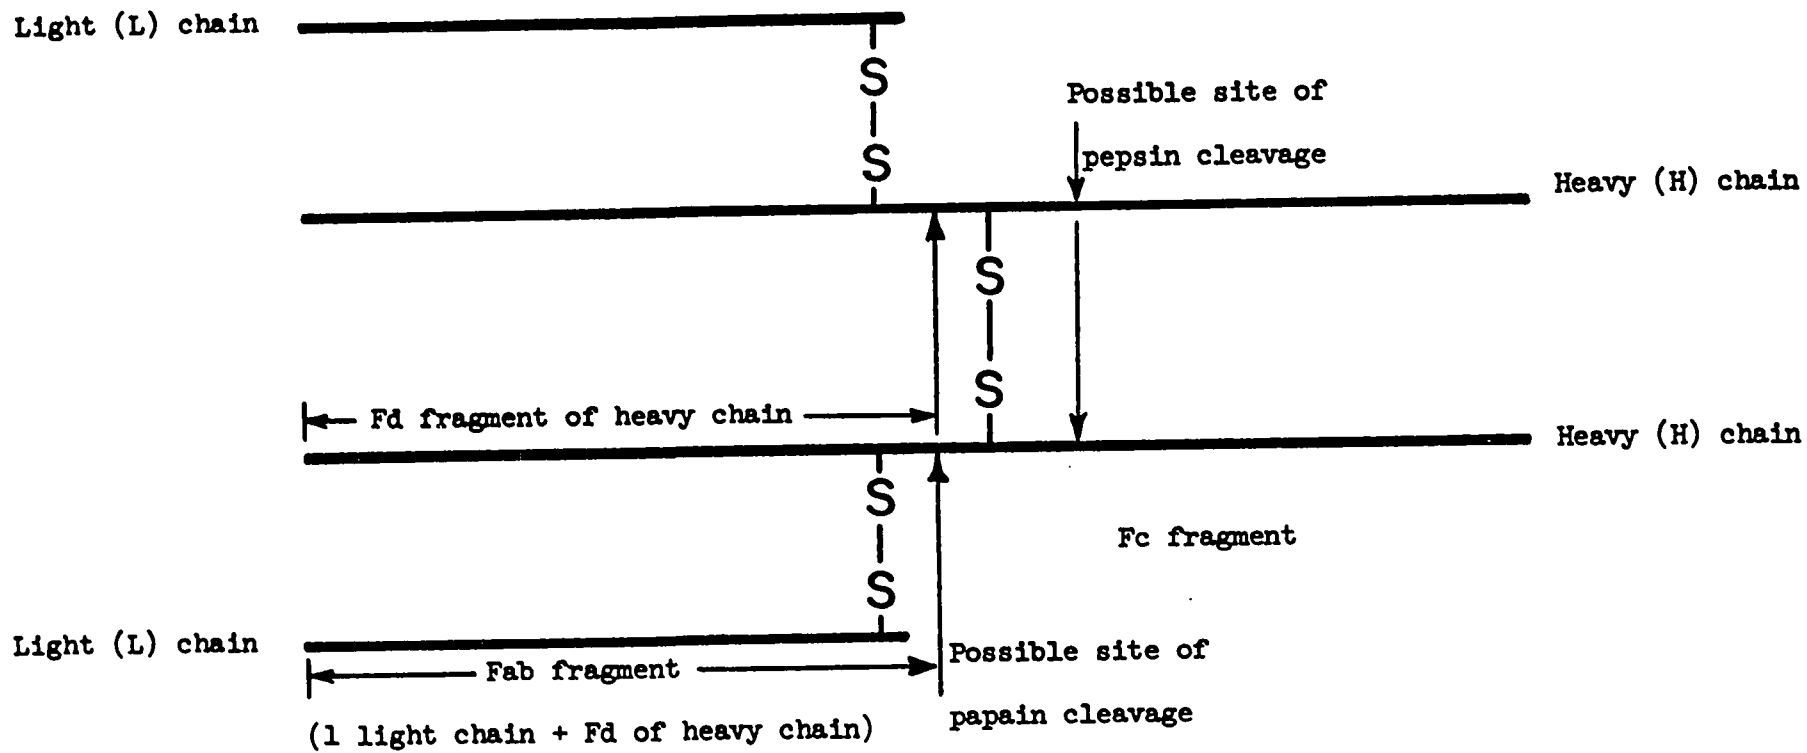 Light (L) chain
S
S
Possible site of
pepsin cleavage
Heavy (H) chain
S
S
Fd fragment of heavy chain
Heavy (H) chain
S
S
Fc fragment
Light (L) chain
Fab fragment
(1 light chain + Fd of heavy chain)
Possible site of
papain cleavage